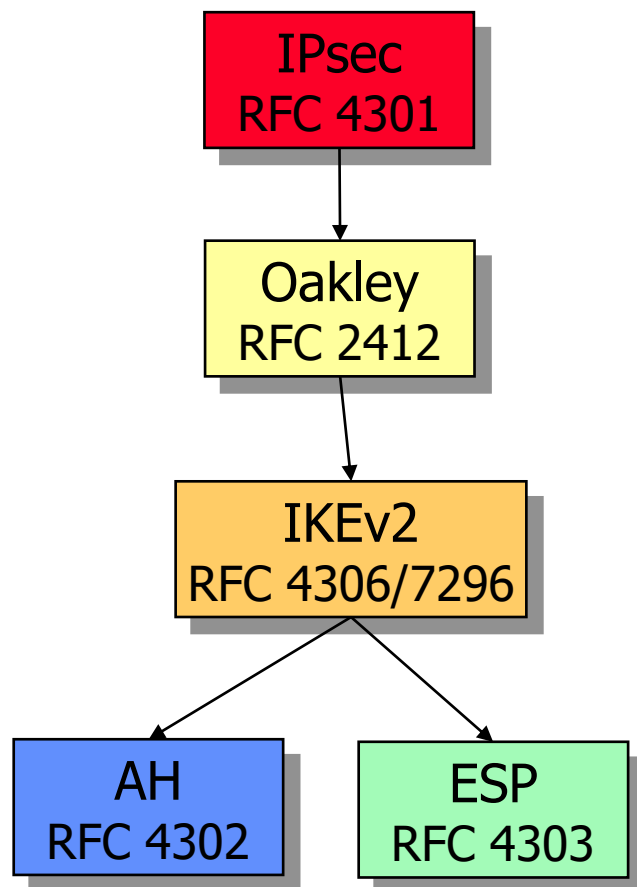 IPsec
RFC 4301
Oakley
RFC 2412
IKEv2
RFC 4306/7296
AH
RFC 4302
ESP
RFC 4303